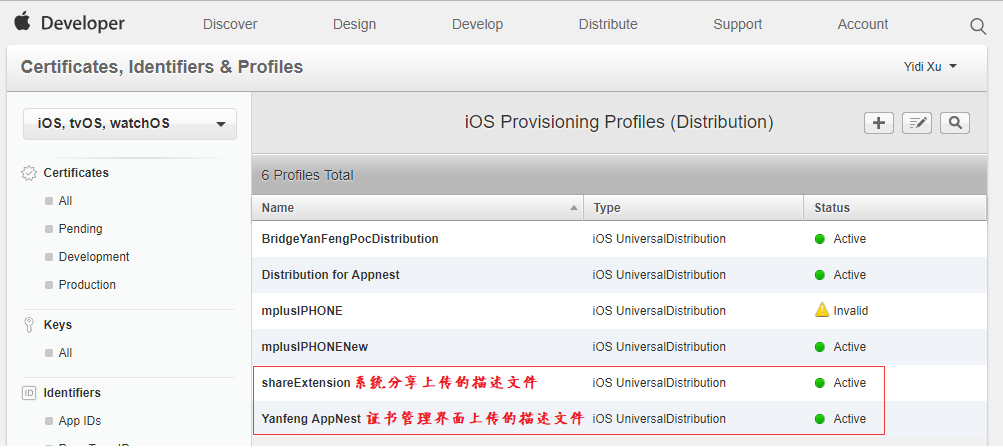 Developer Discover Design Develop Distribute Support Account
Certificates, Identifiers & Profiles
Yidi Xu
iOS, tvOS, watchOS
Certificates
All
Pending
Development
Production
Keys
All
ID Identifiers
App IDs
iOS Provisioning Profiles (Distribution)
6 Profiles Total
Name Type Status
BridgeYanFengPocDistribution iOS UniversalDistribution Active
Distribution for Appnest iOS UniversalDistribution Active
mplusIPHONE iOS UniversalDistribution Invalid
mplusIPHONENew iOS UniversalDistribution Active
shareExtension 系统分享上传的描述文件 iOS UniversalDistribution Active
Yanfeng AppNest 证书管理界面上传的描述文件 iOS UniversalDistribution Active